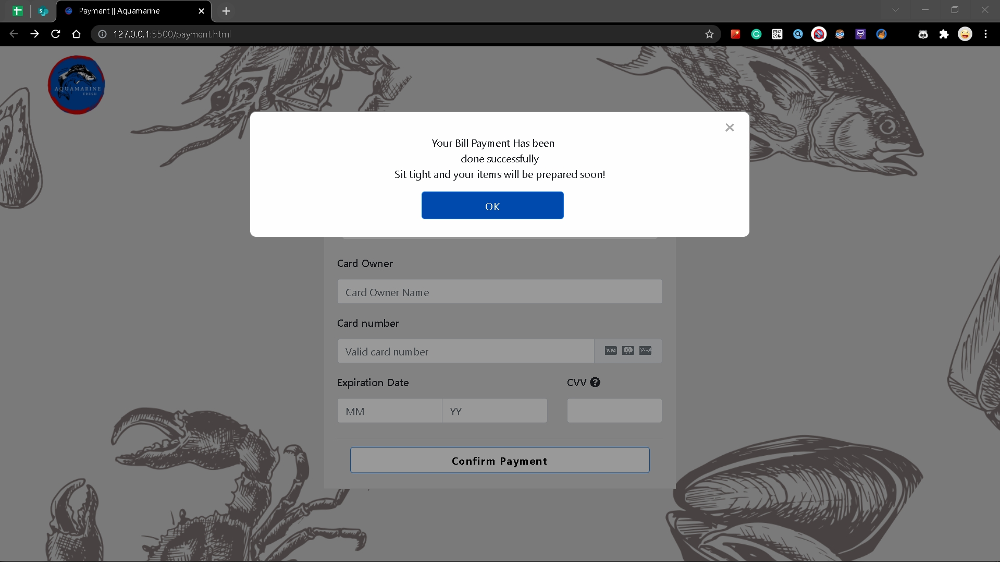 Payment || Aquamarine
127.0.0.1:5500/payment.html
AQUAMARINE
FRESH
Your Bill Payment Has been
done successfully
Sit tight and your items will be prepared soon!
OK
Card Owner
Card Owner Name
Card number
Valid card number
VISA
Expiration Date
CVV
MM
YY
Confirm Payment